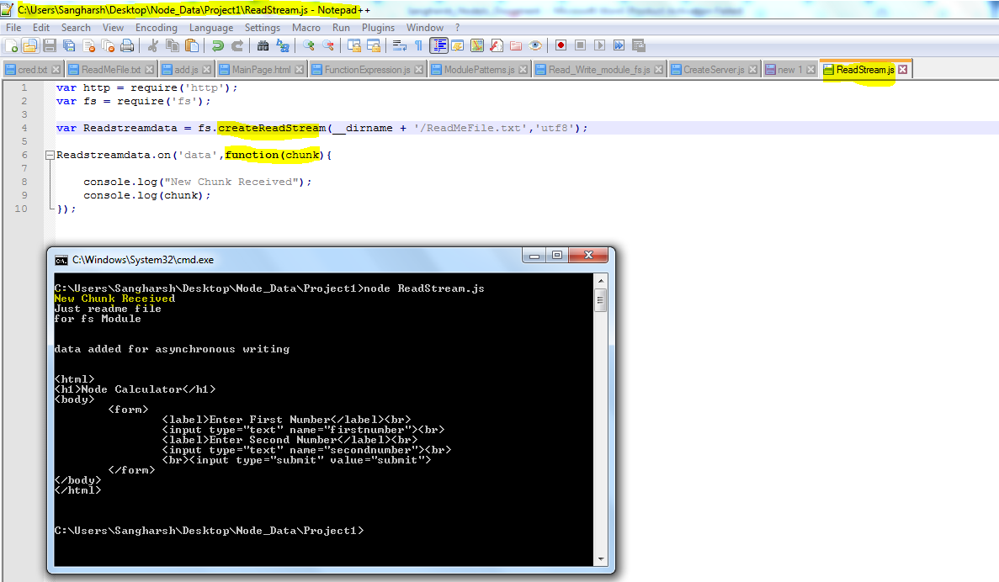 C:\Users\Sangharsh\Desktop\Node_Data\Project1\ReadStream.js - Notepad++
File Edit Search View Encoding Language Settings Macro Run Plugins Window ?
cred.txt ReadMeFile.txt add.js MainPage.html FunctionExpression.js ModulePatterns.js Read_Write_module_fs.js CreateServer.js new 1 ReadStream.js
1 var http = require('http');
2 var fs = require('fs');
3
4 var Readstreamdata = fs.createReadStream(__dirname + '/ReadMeFile.txt','utf8');
5
6 Readstreamdata.on('data',function(chunk){
7
8 console.log("New Chunk Received");
9 console.log(chunk);
10 });
C:\Windows\System32\cmd.exe
C:\Users\Sangharsh\Desktop\Node_Data\Project1>node ReadStream.js
New Chunk Received
Just readme file
for fs Module
data added for asynchronous writing
<html>
<h1>Node Calculator</h1>
<body>
<form>
<label>Enter First Number</label><br>
<input type="text" name="firstnumber"><br>
<label>Enter Second Number</label><br>
<input type="text" name="secondnumber"><br>
<br><input type="submit" value="submit">
</form>
</body>
</html>
C:\Users\Sangharsh\Desktop\Node_Data\Project1>